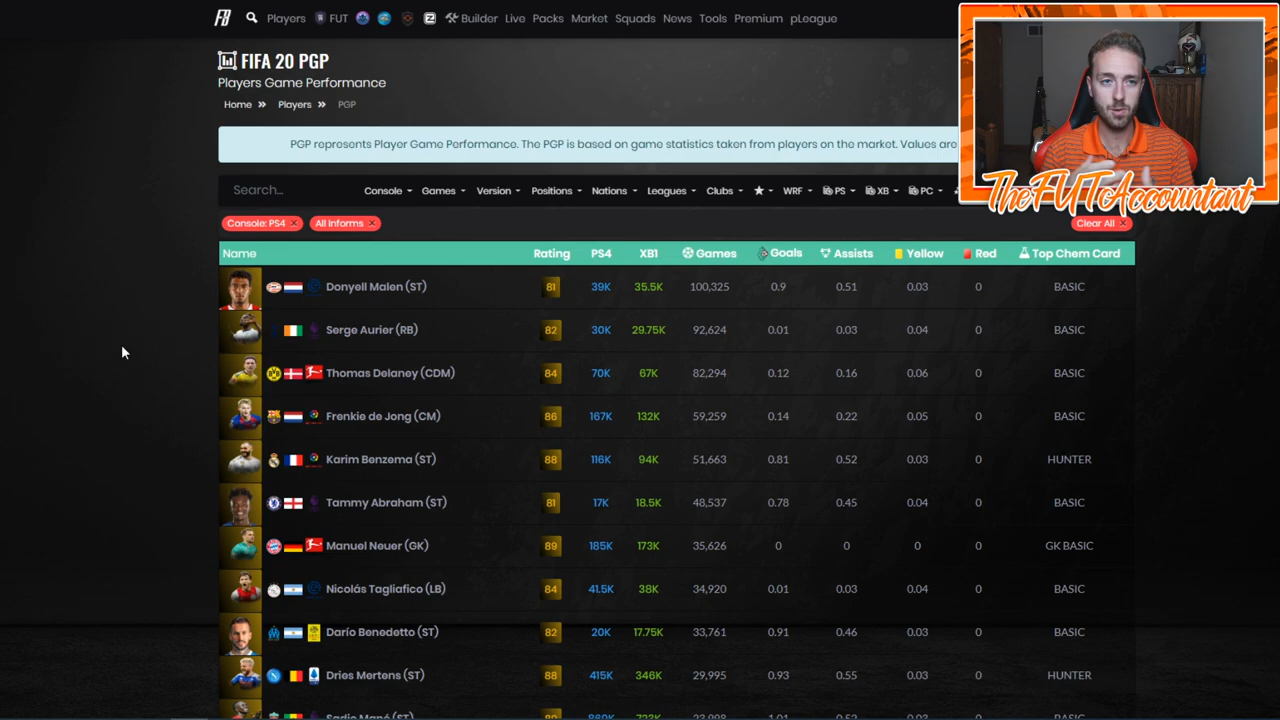 FB Players FUT Z Builder Live Packs Market Squads News Tools Premium pLeague
FIFA 20 PGP
Players Game Performance
Home » Players » PGP
PGP represents Player Game Performance. The PGP is based on game statistics taken from players on the market. Values are
TheFUTAccountant
Search... Console Games Version Positions Nations Leagues Clubs WRF PS XB PC
Console: PS4 × All Informs × Clear All ×
Name Rating PS4 XB1 Games Goals Assists Yellow Red Top Chem Card
Donyell Malen (ST) 81 39K 35.5K 100,325 0.9 0.51 0.03 0 BASIC
Serge Aurier (RB) 82 30K 29.75K 92,624 0.01 0.03 0.04 0 BASIC
Thomas Delaney (CDM) 84 70K 67K 82,294 0.12 0.16 0.06 0 BASIC
Frenkie de Jong (CM) 86 167K 132K 59,259 0.14 0.22 0.05 0 BASIC
Karim Benzema (ST) 88 116K 94K 51,663 0.81 0.52 0.03 0 HUNTER
Tammy Abraham (ST) 81 17K 18.5K 48,537 0.78 0.45 0.04 0 BASIC
Manuel Neuer (GK) 89 185K 173K 35,626 0 0 0 0 GK BASIC
Nicolás Tagliafico (LB) 84 41.5K 38K 34,920 0.01 0.03 0.04 0 BASIC
Darío Benedetto (ST) 82 20K 17.75K 33,761 0.91 0.46 0.03 0 BASIC
Dries Mertens (ST) 88 415K 346K 29,995 0.93 0.55 0.03 0 HUNTER
Sadio Mané (ST)